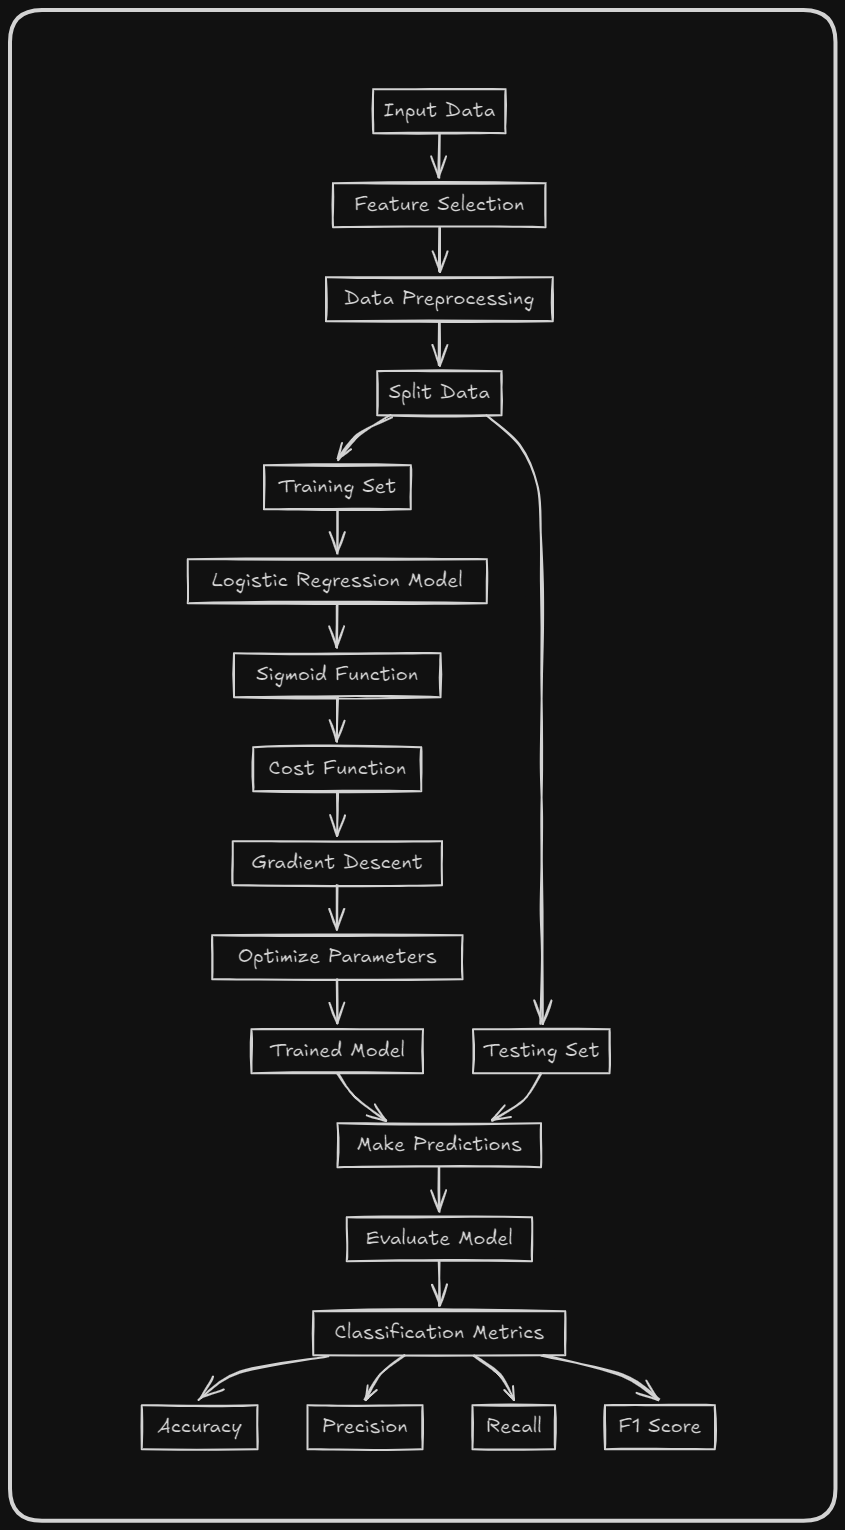 Input Data
Feature Selection
Data Preprocessing
Split Data
Training Set
Logistic Regression Model
Sigmoid Function
Cost Function
Gradient Descent
Optimize Parameters
Trained Model
Testing Set
Make Predictions
Evaluate Model
Classification Metrics
Accuracy
Precision
Recall
F1 Score